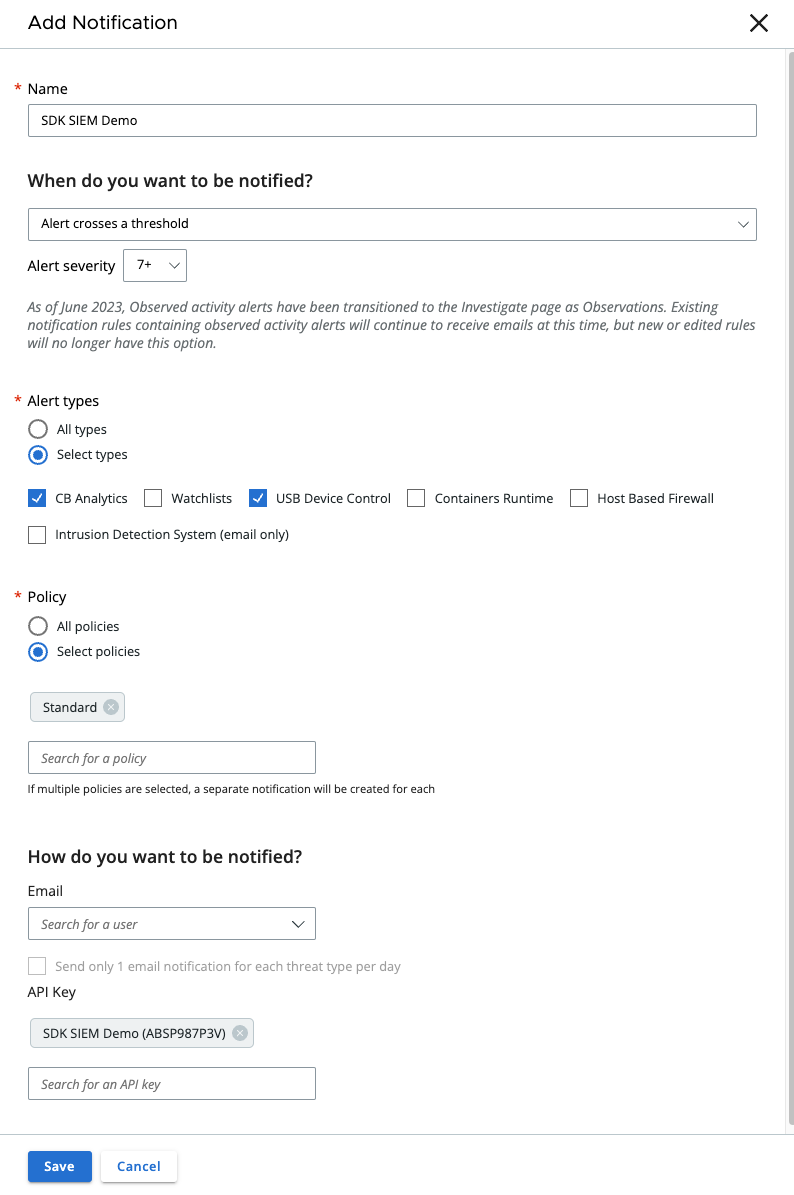 Add Notification
* Name
SDK SIEM Demo
When do you want to be notified?
Alert crosses a threshold
Alert severity 7+
As of June 2023, Observed activity alerts have been transitioned to the Investigate page as Observations. Existing
notification rules containing observed activity alerts will continue to receive emails at this time, but new or edited rules
will no longer have this option.
* Alert types
All types
Select types
CB Analytics Watchlists USB Device Control Containers Runtime Host Based Firewall
Intrusion Detection System (email only)
* Policy
All policies
Select policies
Standard
Search for a policy
If multiple policies are selected, a separate notification will be created for each
How do you want to be notified?
Email
Search for a user
Send only 1 email notification for each threat type per day
API Key
SDK SIEM Demo (ABSP987P3V)
Search for an API key
Save Cancel